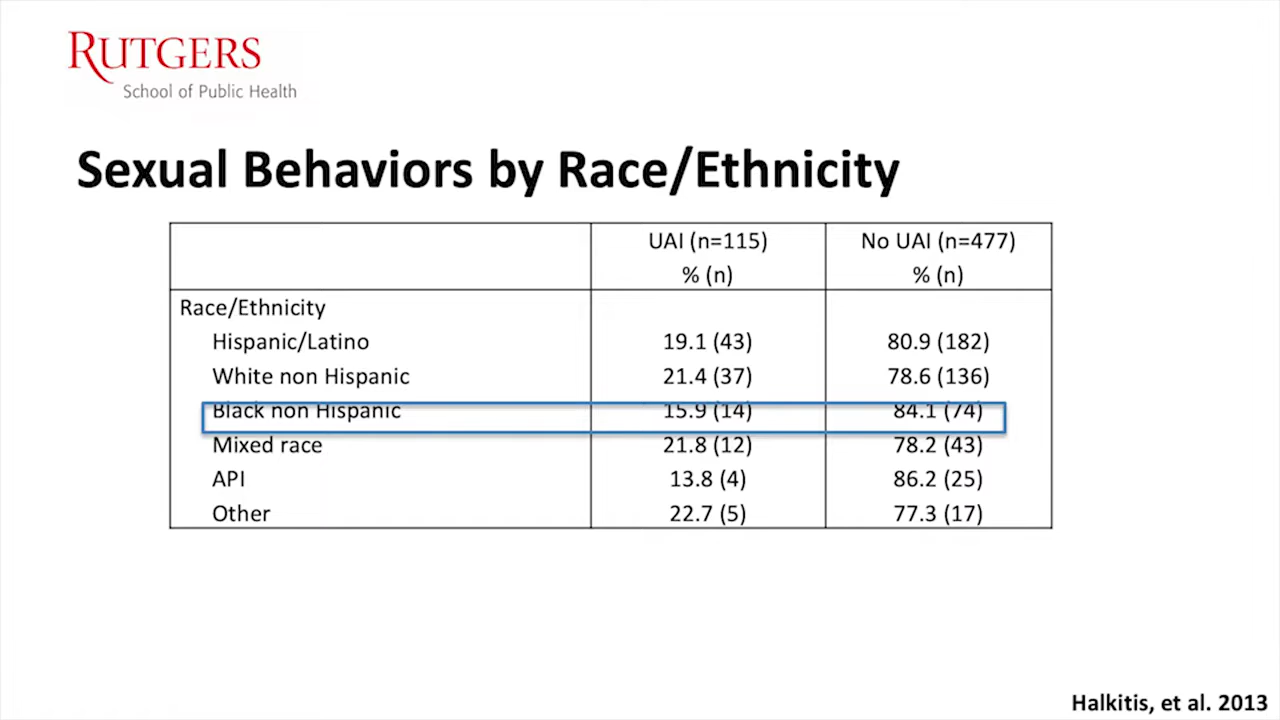 RUTGERS
School of Public Health
Sexual Behaviors by Race/Ethnicity
UAI (n=115) No UAI (n=477)
% (n) % (n)
Race/Ethnicity
Hispanic/Latino 19.1 (43) 80.9 (182)
White non Hispanic 21.4 (37) 78.6 (136)
Black non Hispanic 15.9 (14) 84.1 (74)
Mixed race 21.8 (12) 78.2 (43)
API 13.8 (4) 86.2 (25)
Other 22.7 (5) 77.3 (17)
Halkitis, et al. 2013